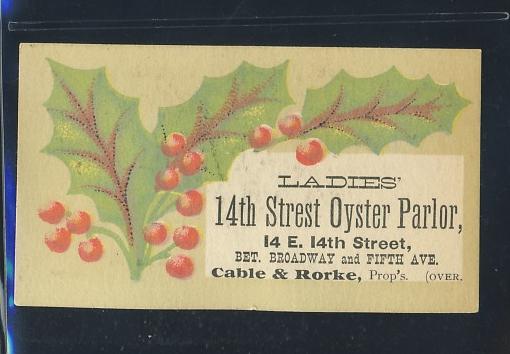 LADIES'
14th Strest Oyster Parlor,
14 E. 14th Street,
BET. BROADWAY and FIFTH AVE.
Cable & Rorke, Prop's. (OVER.